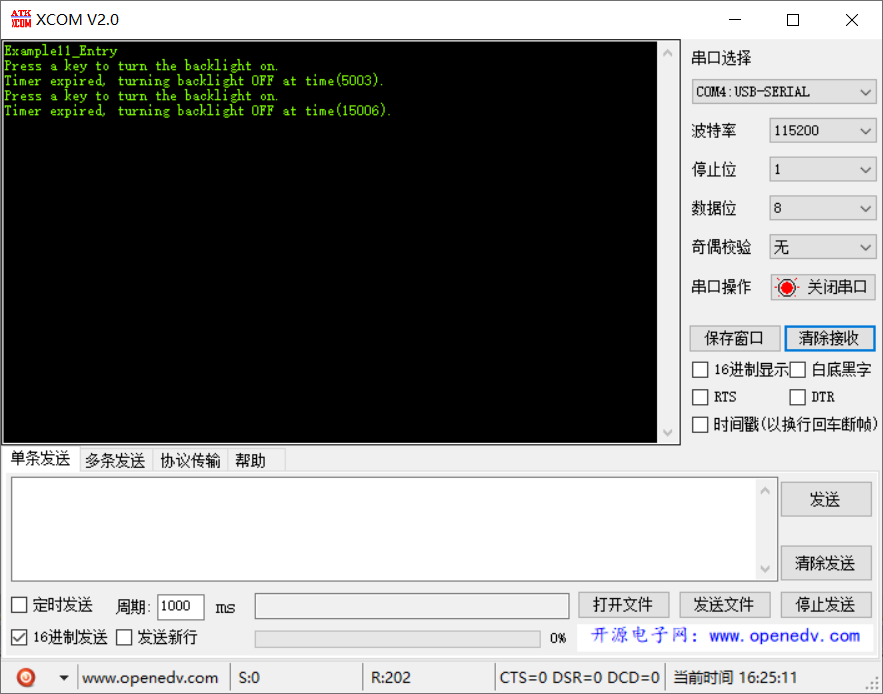 ATK XCOM XCOM V2.0
Example11_Entry
Press a key to turn the backlight on.
Timer expired, turning backlight OFF at time(5003).
Press a key to turn the backlight on.
Timer expired, turning backlight OFF at time(15006).
串口选择
COM4:USB-SERIAL
波特率 115200
停止位 1
数据位 8
奇偶校验 无
串口操作 关闭串口
保存窗口 清除接收
16进制显示 白底黑字
RTS DTR
时间戳(以换行回车断帧)
单条发送 多条发送 协议传输 帮助
发送
清除发送
定时发送 周期: 1000 ms 打开文件 发送文件 停止发送
16进制发送 发送新行 0% 开源电子网: www.openedv.com
www.openedv.com S:0 R:202 CTS=0 DSR=0 DCD=0 当前时间 16:25:11